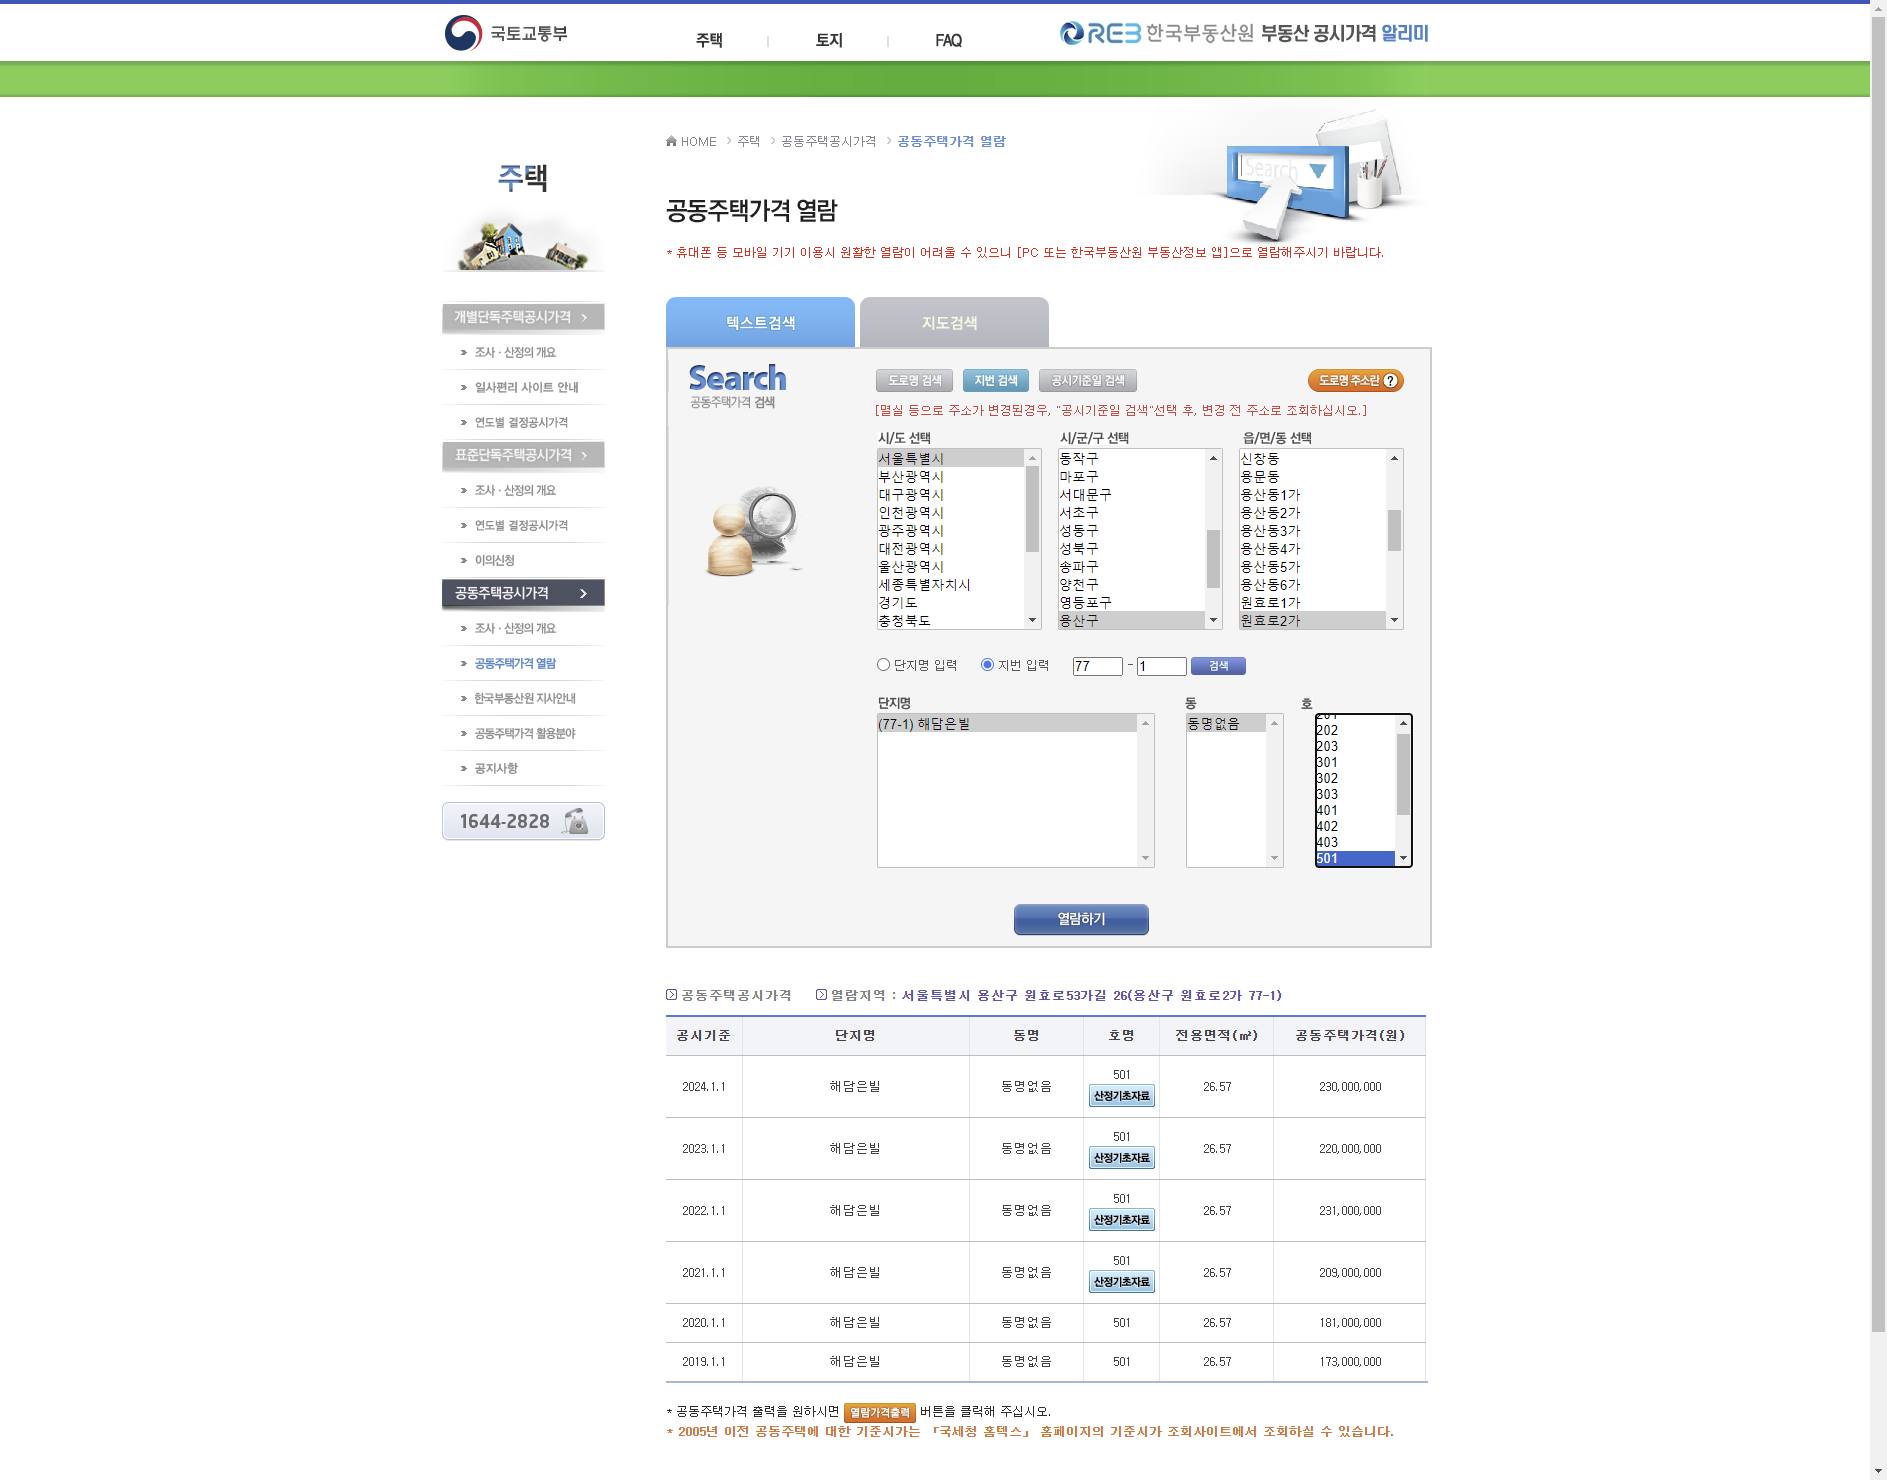 국토교통부
주택
토지
FAQ
REB 한국부동산원 부동산 공시가격 알리미
HOME
주택
공동주택공시가격
공동주택가격 열람
Search
주택
공동주택가격 열람
* 휴대폰 등 모바일 기기 이용시 원활한 열람이 어려울 수 있으니 [PC 또는 한국부동산원 부동산정보 앱]으로 열람해주시기 바랍니다.
개별단독주택공시가격
조사 · 산정의 개요
일사편리 사이트 안내
연도별 결정공시가격
표준단독주택공시가격
조사 · 산정의 개요
연도별 결정공시가격
이의신청
공동주택공시가격
조사 · 산정의 개요
공동주택가격 열람
한국부동산원 지사안내
공동주택가격 활용분야
공지사항
1644-2828
텍스트검색
지도검색
Search
공동주택가격 검색
도로명 검색
지번 검색
공시기준일 검색
도로명 주소란 ?
[멸실 등으로 주소가 변경된경우, "공시기준일 검색"선택 후, 변경 전 주소로 조회하십시오.]
시/도 선택
서울특별시
부산광역시
대구광역시
인천광역시
광주광역시
대전광역시
울산광역시
세종특별자치시
경기도
충청북도
시/군/구 선택
동작구
마포구
서대문구
서초구
성동구
성북구
송파구
양천구
영등포구
용산구
읍/면/동 선택
신창동
용문동
용산동1가
용산동2가
용산동3가
용산동4가
용산동5가
용산동6가
원효로1가
원효로2가
단지명 입력
지번 입력
77 - 1
검색
단지명
(77-1) 해담은빌
동
동명없음
호
201
202
203
301
302
303
401
402
403
501
열람하기
공동주택공시가격
열람지역 : 서울특별시 용산구 원효로53가길 26(용산구 원효로2가 77-1)
공시기준 단지명 동명 호명 전용면적(㎡) 공동주택가격(원)
2024.1.1 해담은빌 동명없음 501 산정기초자료 26.57 230,000,000
2023.1.1 해담은빌 동명없음 501 산정기초자료 26.57 220,000,000
2022.1.1 해담은빌 동명없음 501 산정기초자료 26.57 231,000,000
2021.1.1 해담은빌 동명없음 501 산정기초자료 26.57 209,000,000
2020.1.1 해담은빌 동명없음 501 26.57 181,000,000
2019.1.1 해담은빌 동명없음 501 26.57 173,000,000
* 공동주택가격 출력을 원하시면 열람가격출력 버튼을 클릭해 주십시오.
* 2005년 이전 공동주택에 대한 기준시가는 「국세청 홈텍스」 홈페이지의 기준시가 조회사이트에서 조회하실 수 있습니다.